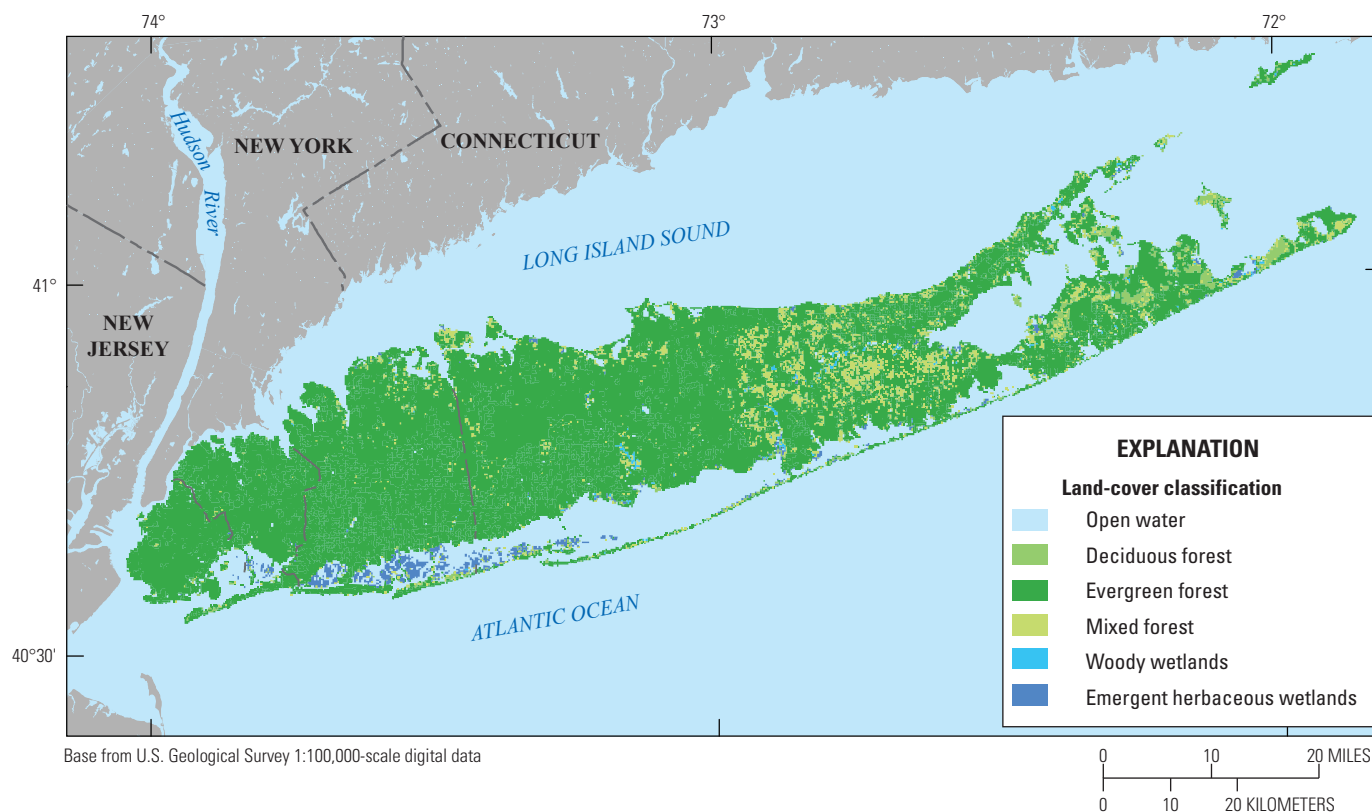 74°
73°
72°
Hudson
River
NEW YORK
CONNECTICUT
LONG ISLAND SOUND
41°
NEW
JERSEY
ATLANTIC OCEAN
40°30'
EXPLANATION
Land-cover classification
Open water
Deciduous forest
Evergreen forest
Mixed forest
Woody wetlands
Emergent herbaceous wetlands
Base from U.S. Geological Survey 1:100,000-scale digital data
0 10 20 MILES
0 10 20 KILOMETERS